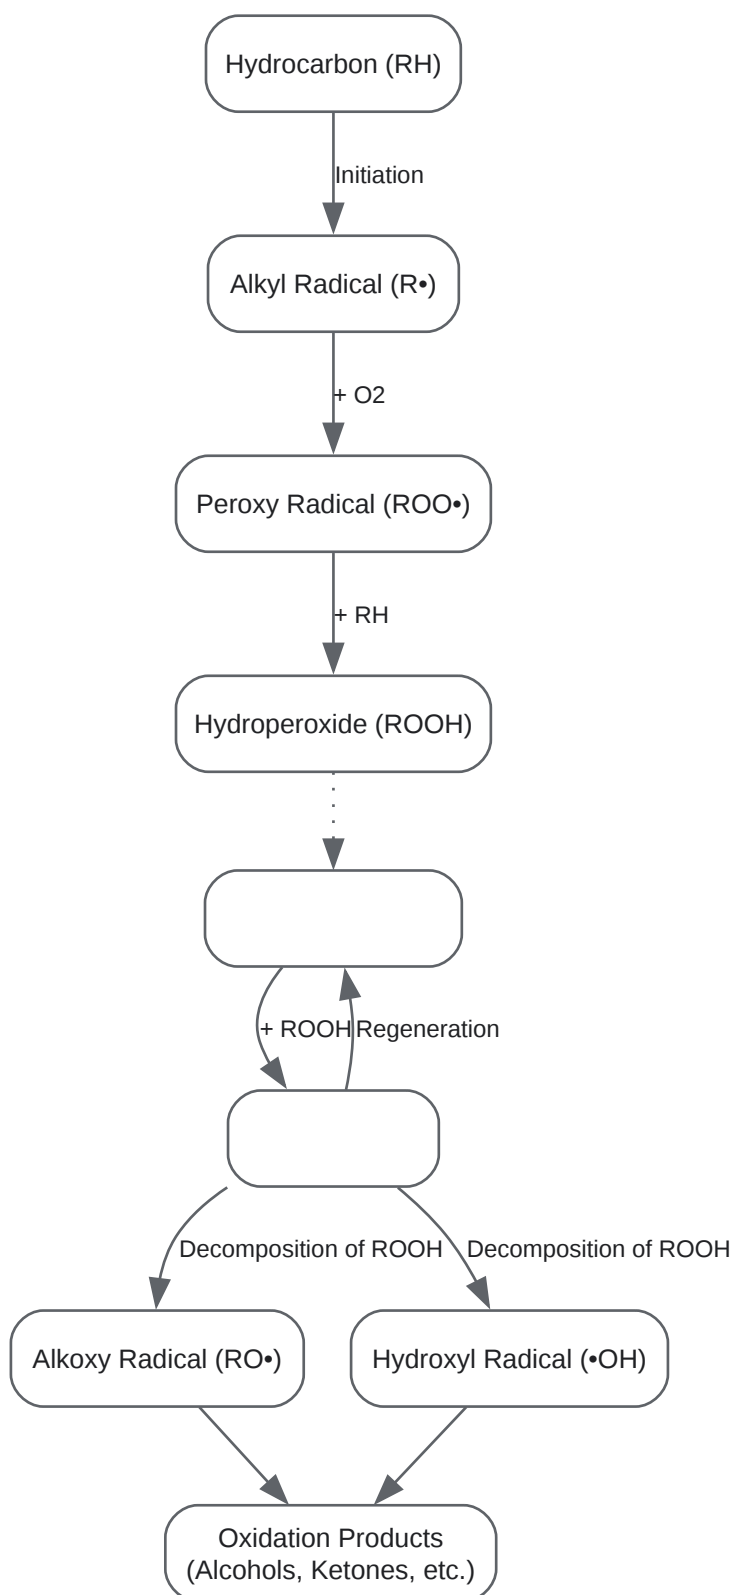 Hydrocarbon (RH)
Initiation
Alkyl Radical (R•)
+ O2
Peroxy Radical (ROO•)
+ RH
Hydroperoxide (ROOH)
+ ROOH
Regeneration
Decomposition of ROOH
Decomposition of ROOH
Alkoxy Radical (RO•)
Hydroxyl Radical (•OH)
Oxidation Products
(Alcohols, Ketones, etc.)